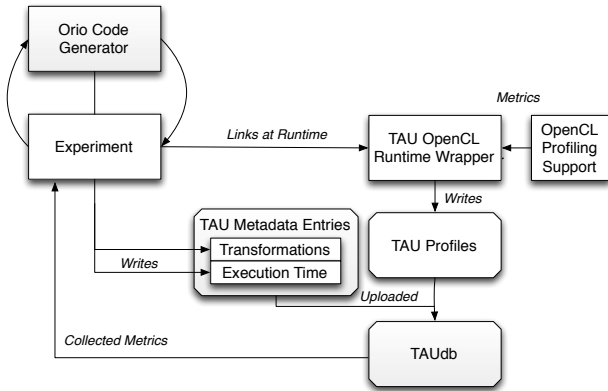 Orio Code
Generator
Metrics
Experiment
Links at Runtime
TAU OpenCL
Runtime Wrapper
OpenCL
Profiling
Support
Writes
TAU Metadata Entries
Transformations
Execution Time
Writes
TAU Profiles
Uploaded
Collected Metrics
TAUdb